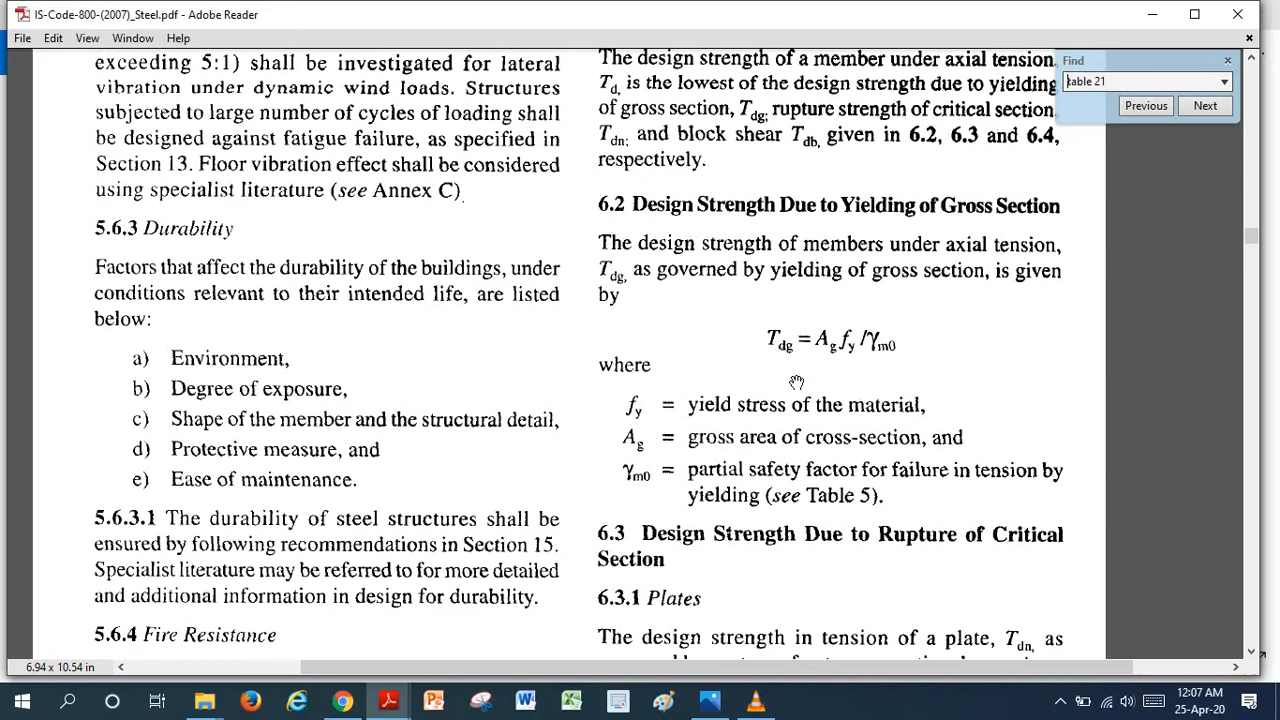 IS-Code-800-(2007)_Steel.pdf - Adobe Reader
File Edit View Window Help
Find
table 21
Previous Next
exceeding 5:1) shall be investigated for lateral
vibration under dynamic wind loads. Structures
subjected to large number of cycles of loading shall
be designed against fatigue failure, as specified in
Section 13. Floor vibration effect shall be considered
using specialist literature (see Annex C).
5.6.3 Durability
Factors that affect the durability of the buildings, under
conditions relevant to their intended life, are listed
below:
a) Environment,
b) Degree of exposure,
c) Shape of the member and the structural detail,
d) Protective measure, and
e) Ease of maintenance.
5.6.3.1 The durability of steel structures shall be
ensured by following recommendations in Section 15.
Specialist literature may be referred to for more detailed
and additional information in design for durability.
5.6.4 Fire Resistance
The design strength of a member under axial tension,
Td, is the lowest of the design strength due to yielding
of gross section, Tdg; rupture strength of critical section,
Tdn; and block shear Tdb, given in 6.2, 6.3 and 6.4,
respectively.
6.2 Design Strength Due to Yielding of Gross Section
The design strength of members under axial tension,
Tdg, as governed by yielding of gross section, is given
by
Tdg = Ag fy /γm0
where
fy = yield stress of the material,
Ag = gross area of cross-section, and
γm0 = partial safety factor for failure in tension by
yielding (see Table 5).
6.3 Design Strength Due to Rupture of Critical
Section
6.3.1 Plates
The design strength in tension of a plate, Tdn, as
6.94 x 10.54 in
12:07 AM
25-Apr-20